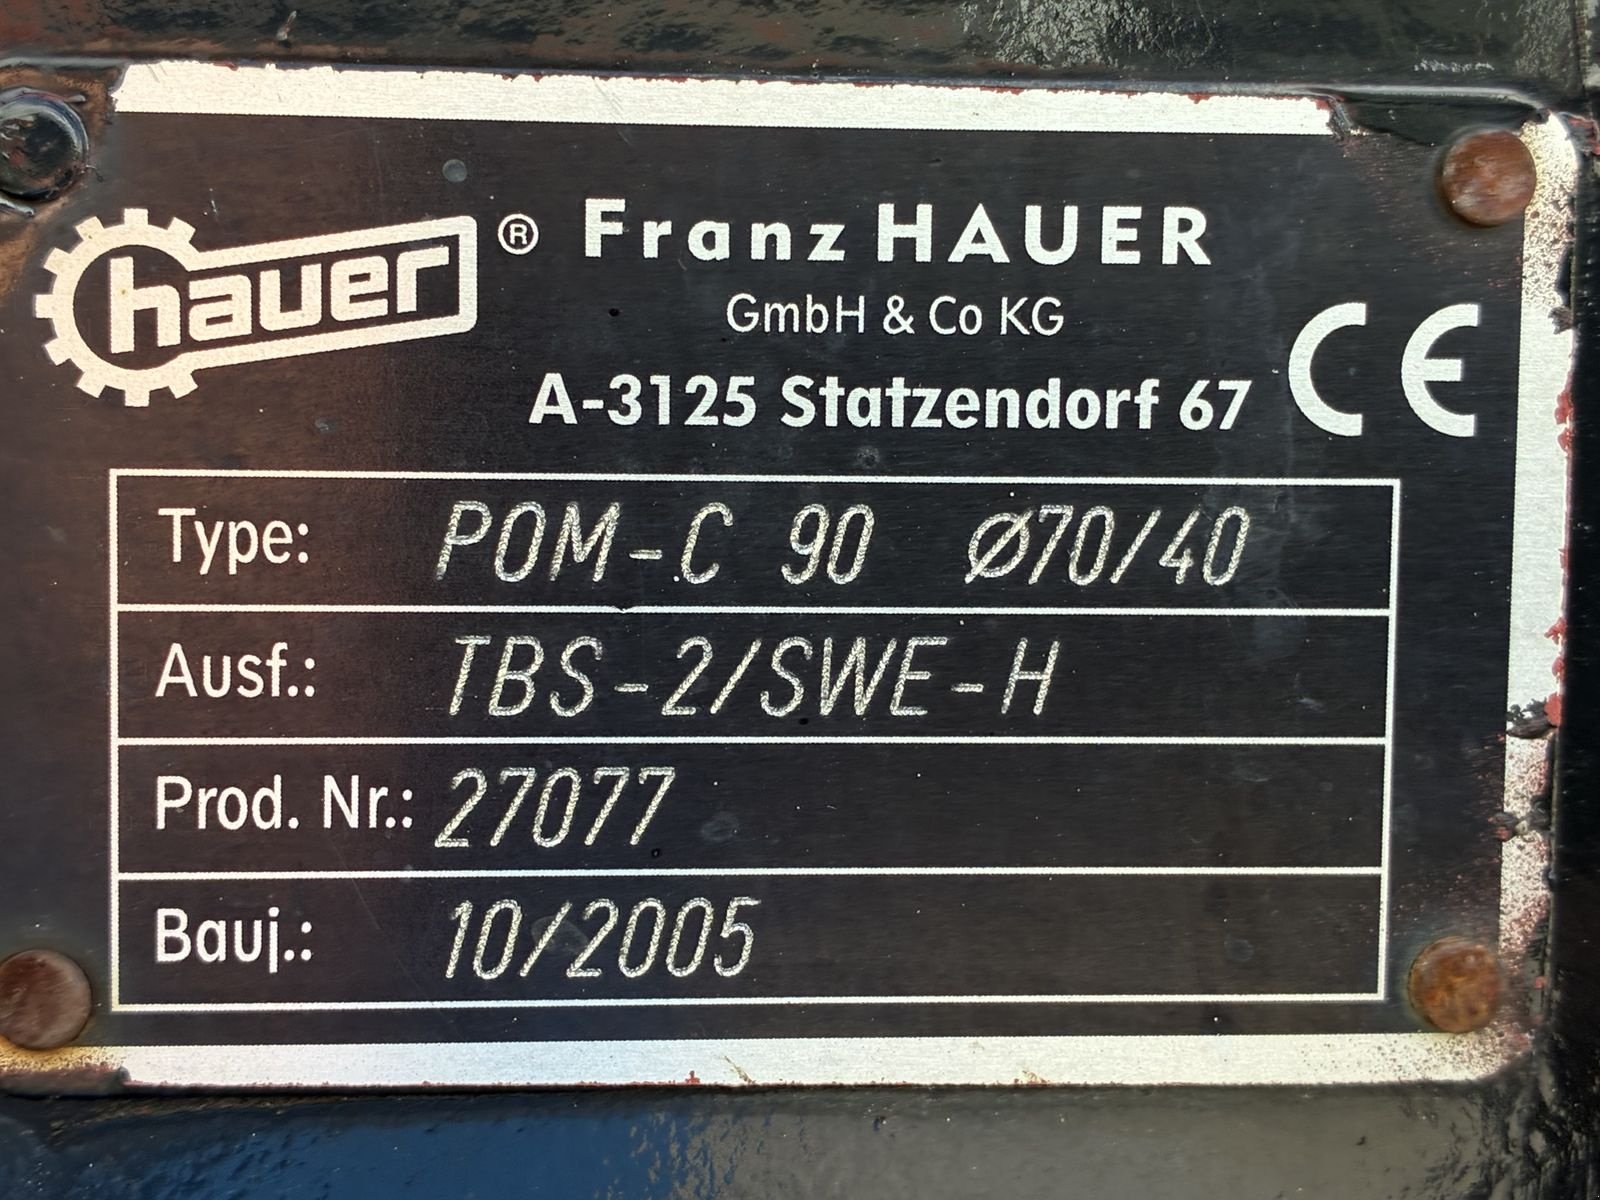 hauer ® Franz HAUER
GmbH & Co KG
A-3125 Statzendorf 67 CE
Type: POM-C 90 Ø70/40
Ausf.: TBS-2/SWE-H
Prod. Nr.: 27077
Bauj.: 10/2005